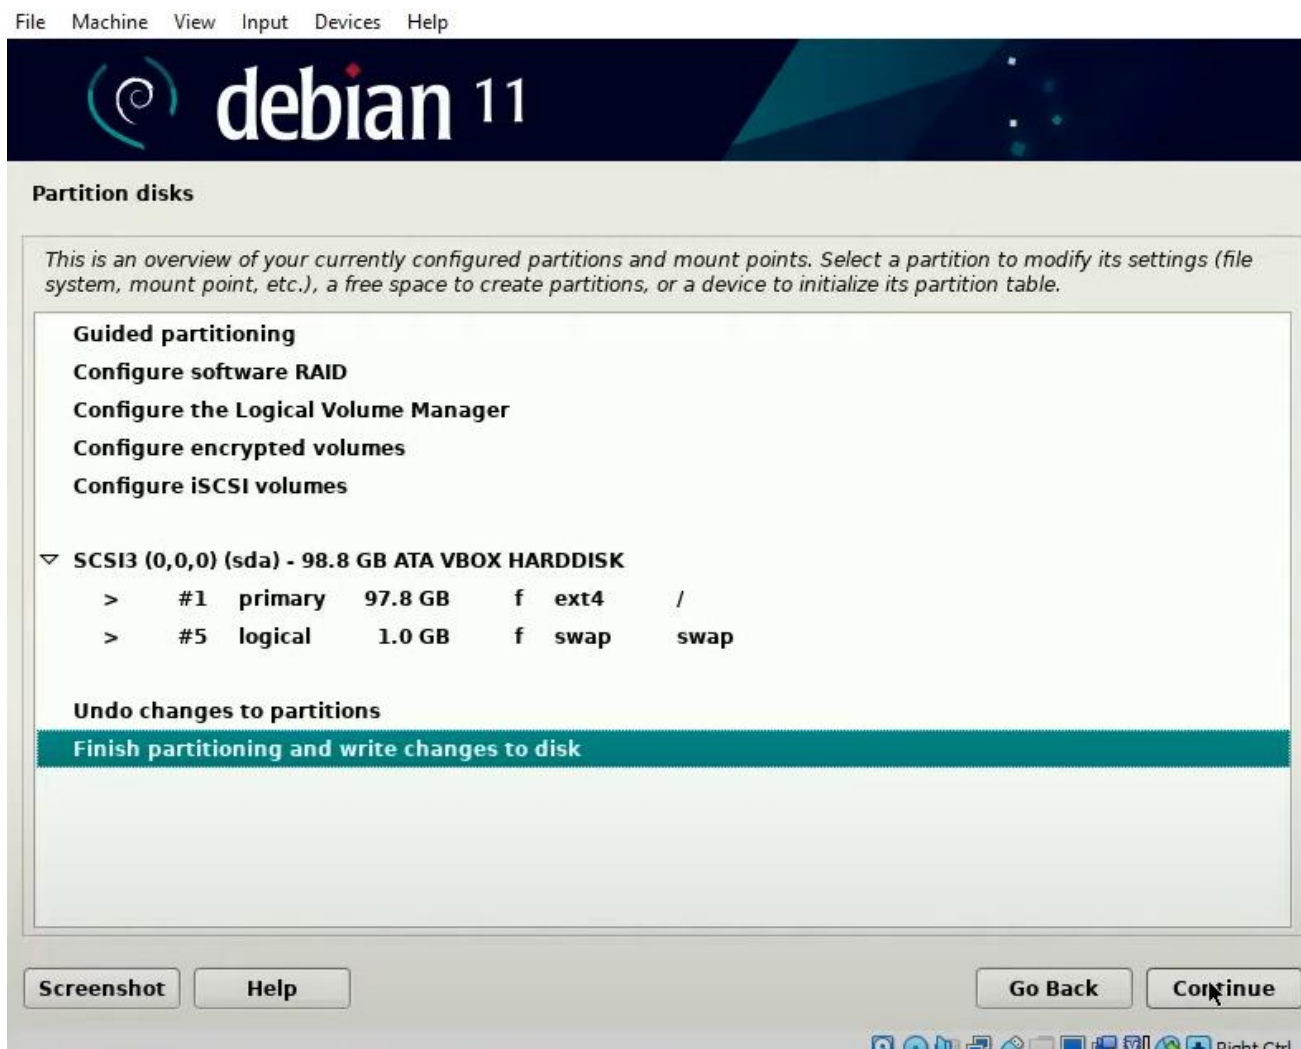 File Machine View Input Devices Help
debian 11
Partition disks
This is an overview of your currently configured partitions and mount points. Select a partition to modify its settings (file
system, mount point, etc.), a free space to create partitions, or a device to initialize its partition table.
Guided partitioning
Configure software RAID
Configure the Logical Volume Manager
Configure encrypted volumes
Configure iSCSI volumes
SCSI3 (0,0,0) (sda) - 98.8 GB ATA VBOX HARDDISK
> #1 primary 97.8 GB f ext4 /
> #5 logical 1.0 GB f swap swap
Undo changes to partitions
Finish partitioning and write changes to disk
Screenshot Help Go Back Continue
Right Ctrl